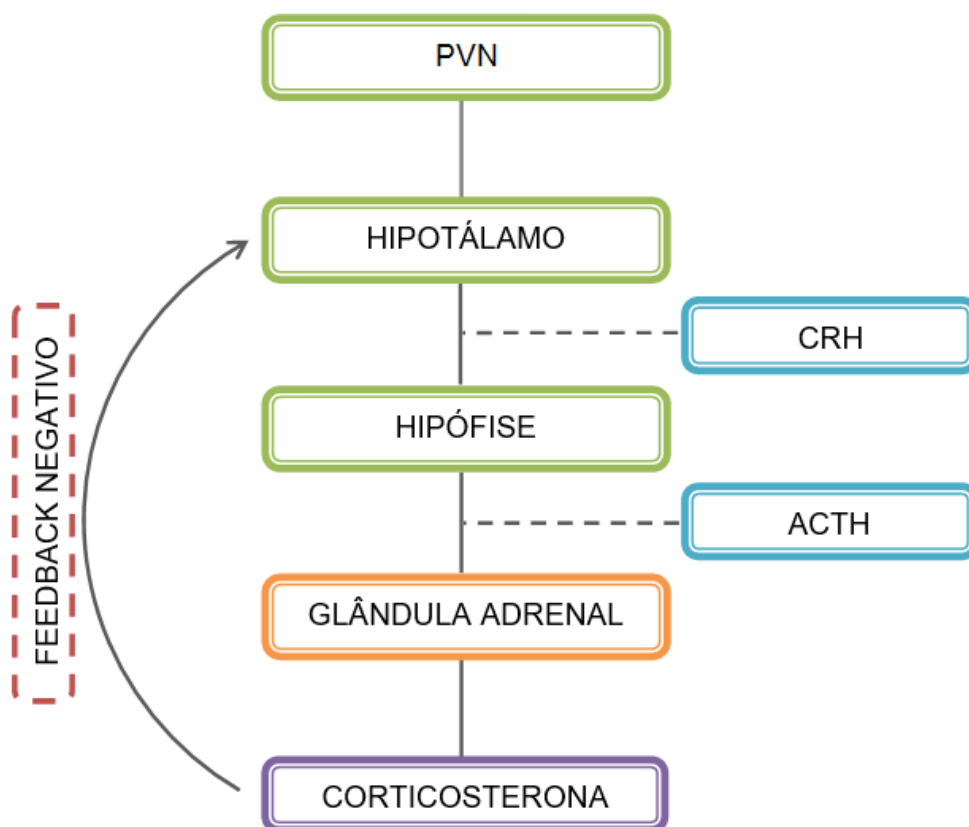 PVN
HIPOTÁLAMO
CRH
FEEDBACK NEGATIVO
HIPÓFISE
ACTH
GLÂNDULA ADRENAL
CORTICOSTERONA